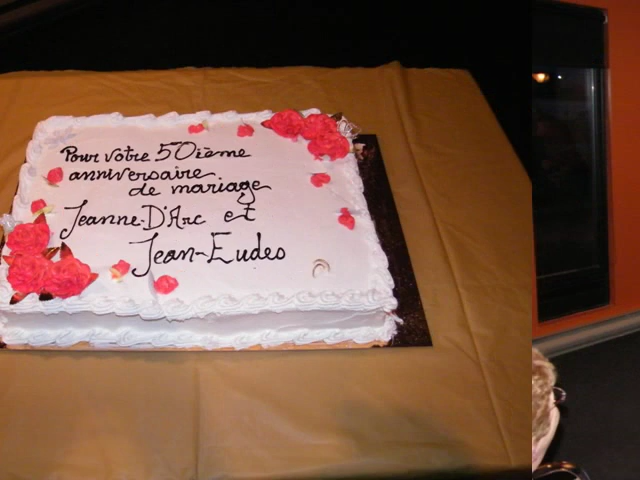 Pour votre 50ième
anniversaire
de mariage
Jeanne-D'Arc et
Jean-Eudes